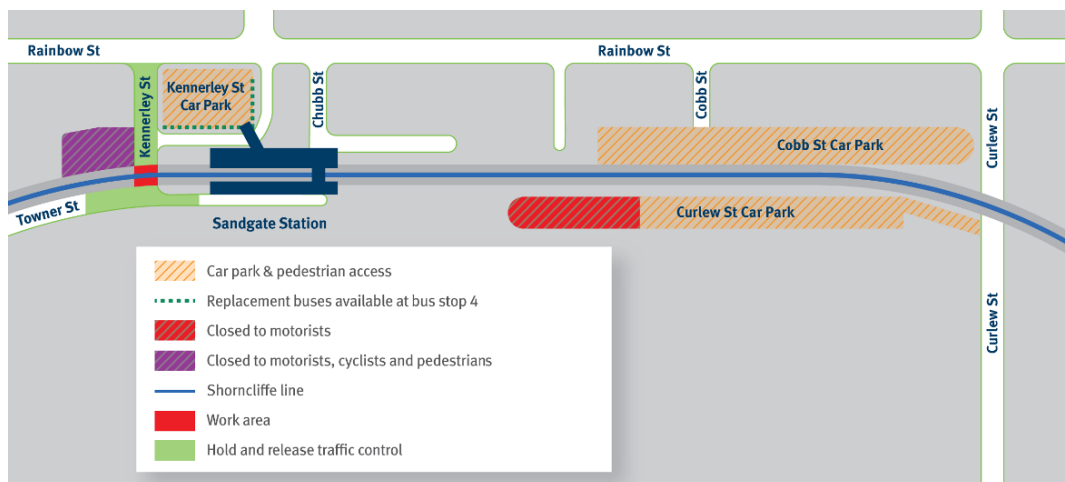 Rainbow St
Rainbow St
Kennerley St
Kennerley St
Car Park
Chubb St
Cobb St
Curlew St
Cobb St Car Park
Towner St
Sandgate Station
Curlew St Car Park
Curlew St
Car park & pedestrian access
Replacement buses available at bus stop 4
Closed to motorists
Closed to motorists, cyclists and pedestrians
Shorncliffe line
Work area
Hold and release traffic control